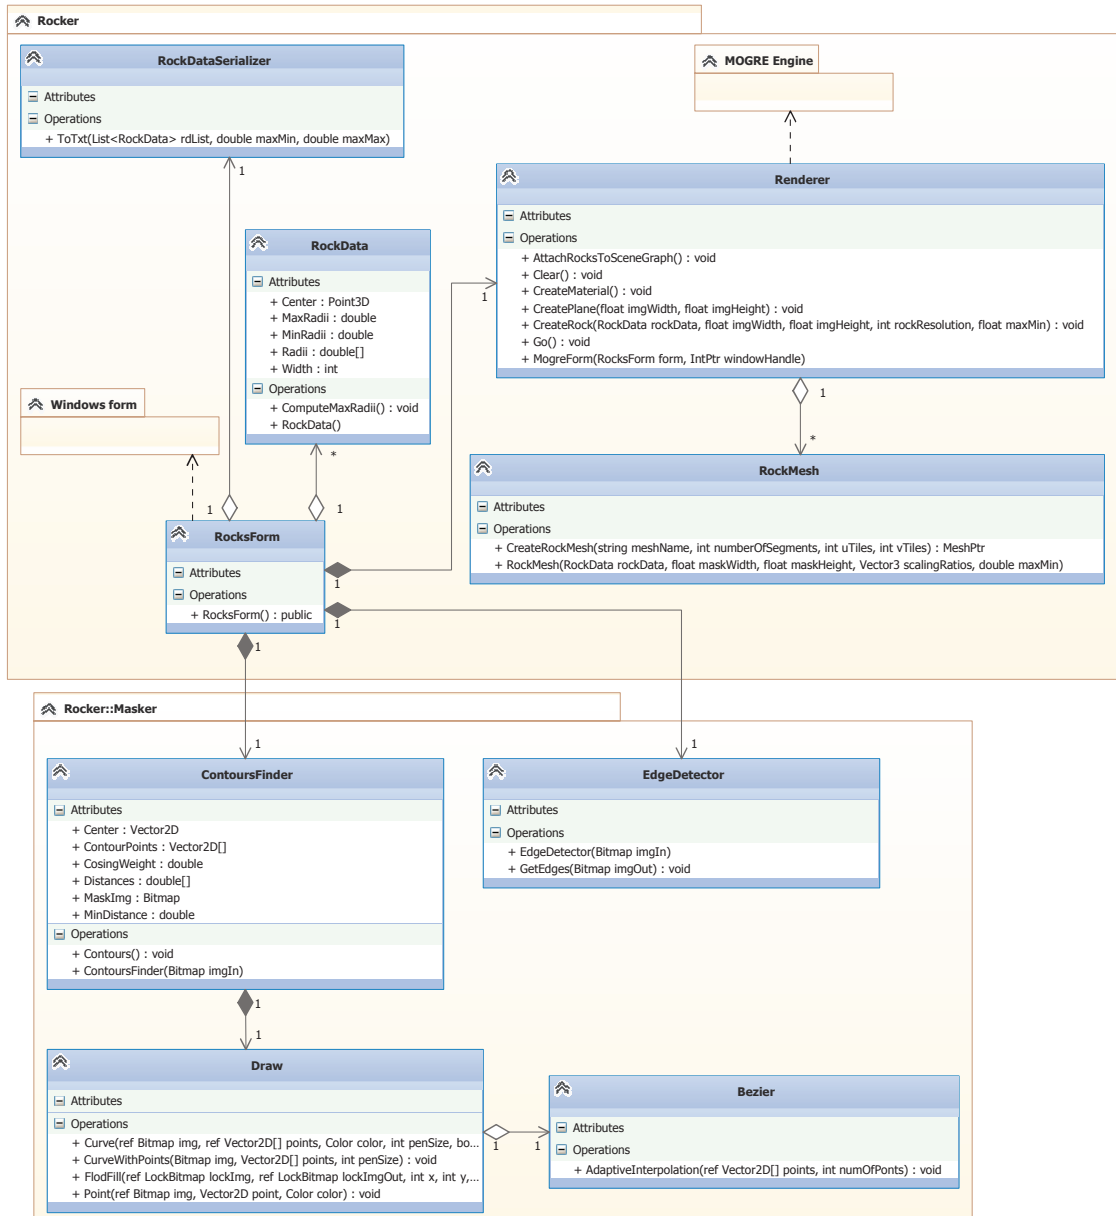 Rocker
RockDataSerializer
Attributes
Operations
+ ToTxt(List<RockData> rdList, double maxMin, double maxMax)
1
MOGRE Engine
Renderer
Attributes
Operations
+ AttachRocksToSceneGraph() : void
+ Clear() : void
+ CreateMaterial() : void
+ CreatePlane(float imgWidth, float imgHeight) : void
+ CreateRock(RockData rockData, float imgWidth, float imgHeight, int rockResolution, float maxMin) : void
+ Go() : void
+ MogreForm(RocksForm form, IntPtr windowHandle)
1
1
RockData
Attributes
+ Center : Point3D
+ MaxRadii : double
+ MinRadii : double
+ Radii : double[]
+ Width : int
Operations
+ ComputeMaxRadii() : void
+ RockData()
*
Windows form
*
RockMesh
Attributes
Operations
+ CreateRockMesh(string meshName, int numberOfSegments, int uTiles, int vTiles) : MeshPtr
+ RockMesh(RockData rockData, float maskWidth, float maskHeight, Vector3 scalingRatios, double maxMin)
1
1
RocksForm
Attributes
Operations
+ RocksForm() : public
1
1
1
Rocker::Masker
1
1
ContoursFinder
Attributes
+ Center : Vector2D
+ ContourPoints : Vector2D[]
+ CosingWeight : double
+ Distances : double[]
+ MaskImg : Bitmap
+ MinDistance : double
Operations
+ Contours() : void
+ ContoursFinder(Bitmap imgIn)
EdgeDetector
Attributes
Operations
+ EdgeDetector(Bitmap imgIn)
+ GetEdges(Bitmap imgOut) : void
1
1
Draw
Attributes
Operations
+ Curve(ref Bitmap img, ref Vector2D[] points, Color color, int penSize, bo...
+ CurveWithPoints(Bitmap img, Vector2D[] points, int penSize) : void
+ FlodFill(ref LockBitmap lockImg, ref LockBitmap lockImgOut, int x, int y,...
+ Point(ref Bitmap img, Vector2D point, Color color) : void
1
1
Bezier
Attributes
Operations
+ AdaptiveInterpolation(ref Vector2D[] points, int numOfPonts) : void